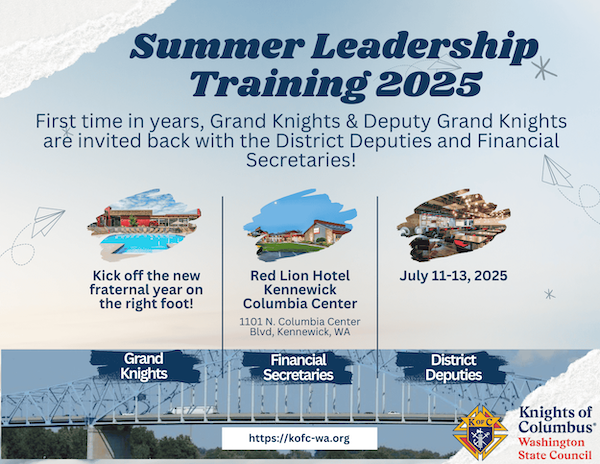 Summer Leadership
Training 2025
First time in years, Grand Knights & Deputy Grand Knights
are invited back with the District Deputies and Financial
Secretaries!
Kick off the new
fraternal year on
the right foot!
Red Lion Hotel
Kennewick
Columbia Center
1101 N. Columbia Center
Blvd, Kennewick, WA
July 11-13, 2025
Grand
Knights
Financial
Secretaries
District
Deputies
https://kofc-wa.org
K OF C
Knights of
Columbus®
Washington
State Council